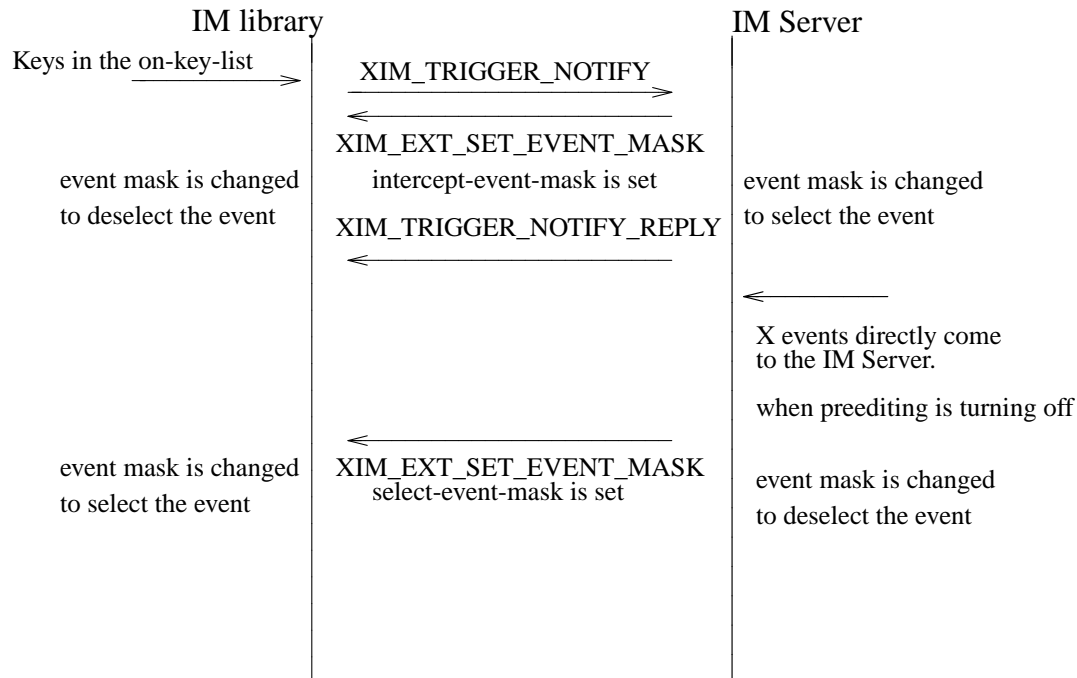 IM library
IM Server
Keys in the on-key-list
XIM_TRIGGER_NOTIFY
XIM_EXT_SET_EVENT_MASK
intercept-event-mask is set
event mask is changed
to deselect the event
event mask is changed
to select the event
XIM_TRIGGER_NOTIFY_REPLY
X events directly come
to the IM Server.
when preediting is turning off
XIM_EXT_SET_EVENT_MASK
select-event-mask is set
event mask is changed
to select the event
event mask is changed
to deselect the event